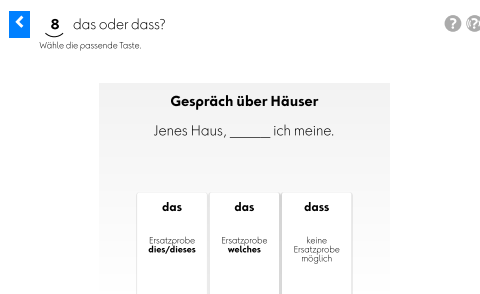 8 das oder dass?
Wähle die passende Taste.
? ?
Gespräch über Häuser
Jenes Haus, ______ ich meine.
das das dass
Ersatzprobe
dies/dieses
Ersatzprobe
welches
keine
Ersatzprobe
möglich